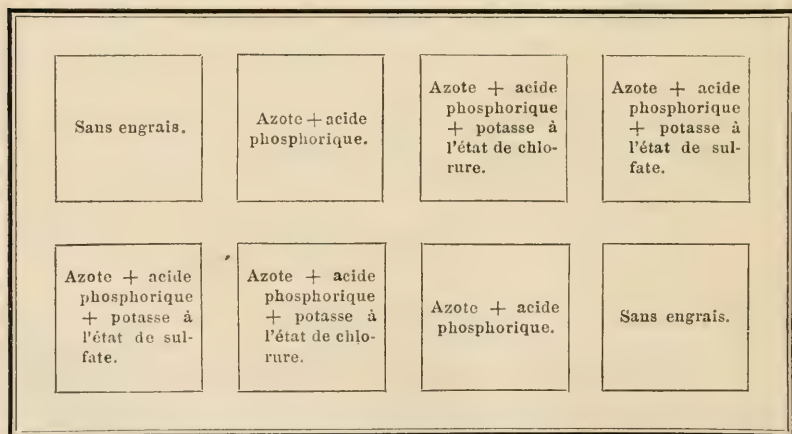 Sans engrais.
Azote + acide
phosphorique.
Azote + acide
phosphorique
+ potasse à
l'état de chlo-
rure.
Azote + acide
phosphorique
+ potasse à
l'état de sul-
fate.
Azote + acide
phosphorique
+ potasse à
l'état de sul-
fate.
Azote + acide
phosphorique
+ potasse à
l'état de chlo-
rure.
Azote + acide
phosphorique.
Sans engrais.